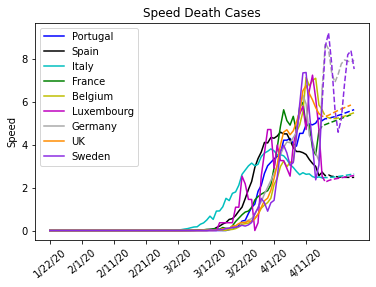 Speed Death Cases
Speed
8
6
4
2
0
Portugal
Spain
Italy
France
Belgium
Luxembourg
Germany
UK
Sweden
1/22/20
2/1/20
2/11/20
2/21/20
3/2/20
3/12/20
3/22/20
4/1/20
4/11/20